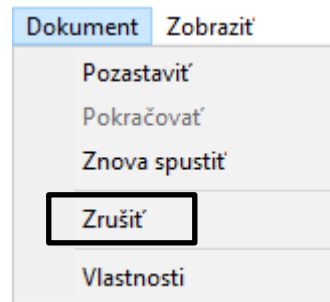 Dokument Zobraziť
Pozastaviť
Pokračovať
Znova spustiť
Zrušiť
Vlastnosti